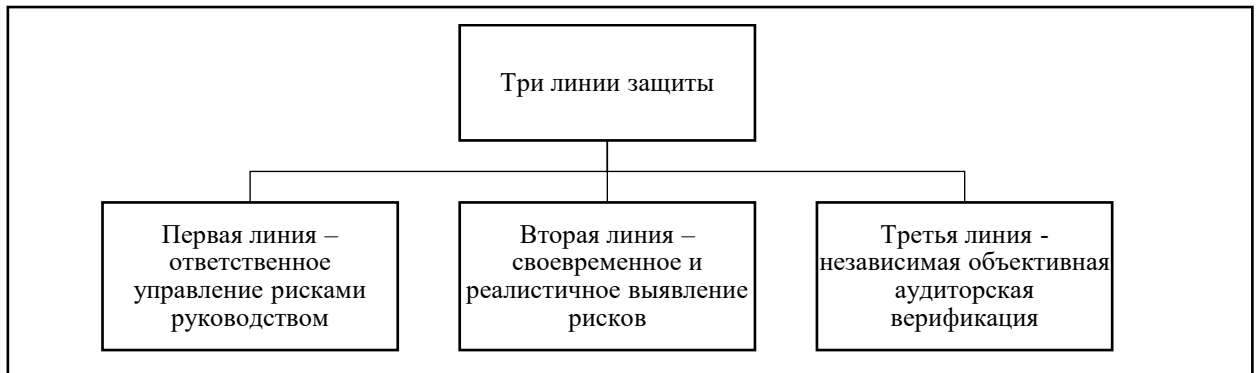 Три линии защиты
Первая линия –
ответственное
управление рисками
руководством
Вторая линия –
своевременное и
реалистичное выявление
рисков
Третья линия -
независимая объективная
аудиторская
верификация